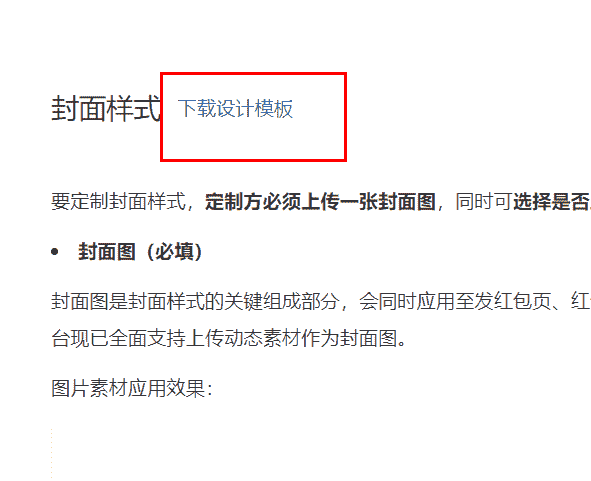 封面样式 下载设计模板
要定制封面样式，定制方必须上传一张封面图，同时可选择是否
封面图（必填）
封面图是封面样式的关键组成部分，会同时应用至发红包页、红
台现已全面支持上传动态素材作为封面图。
图片素材应用效果：